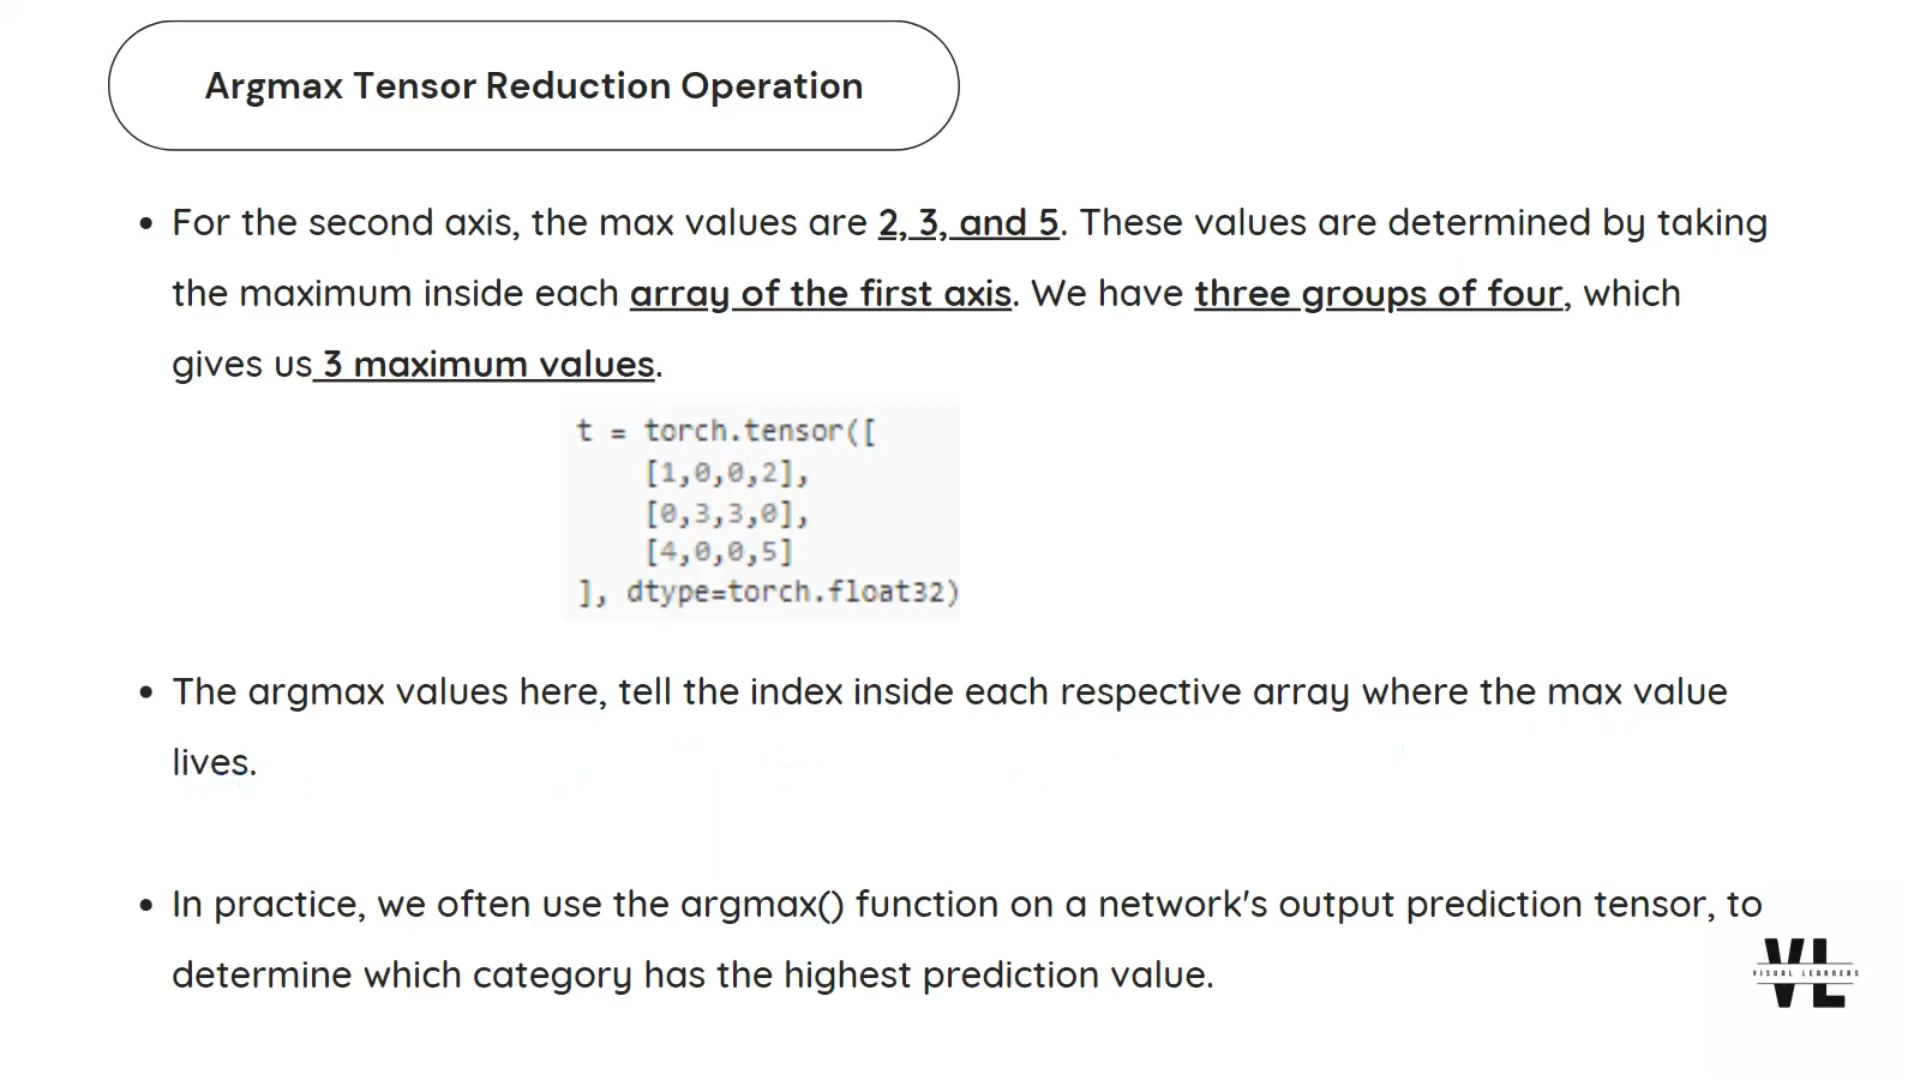 Argmax Tensor Reduction Operation
• For the second axis, the max values are 2, 3, and 5. These values are determined by taking
the maximum inside each array of the first axis. We have three groups of four, which
gives us 3 maximum values.
t = torch.tensor([
[1,0,0,2],
[0,3,3,0],
[4,0,0,5]
], dtype=torch.float32)
• The argmax values here, tell the index inside each respective array where the max value
lives.
• In practice, we often use the argmax() function on a network's output prediction tensor, to
determine which category has the highest prediction value.
VL
VISUAL LEARNERS